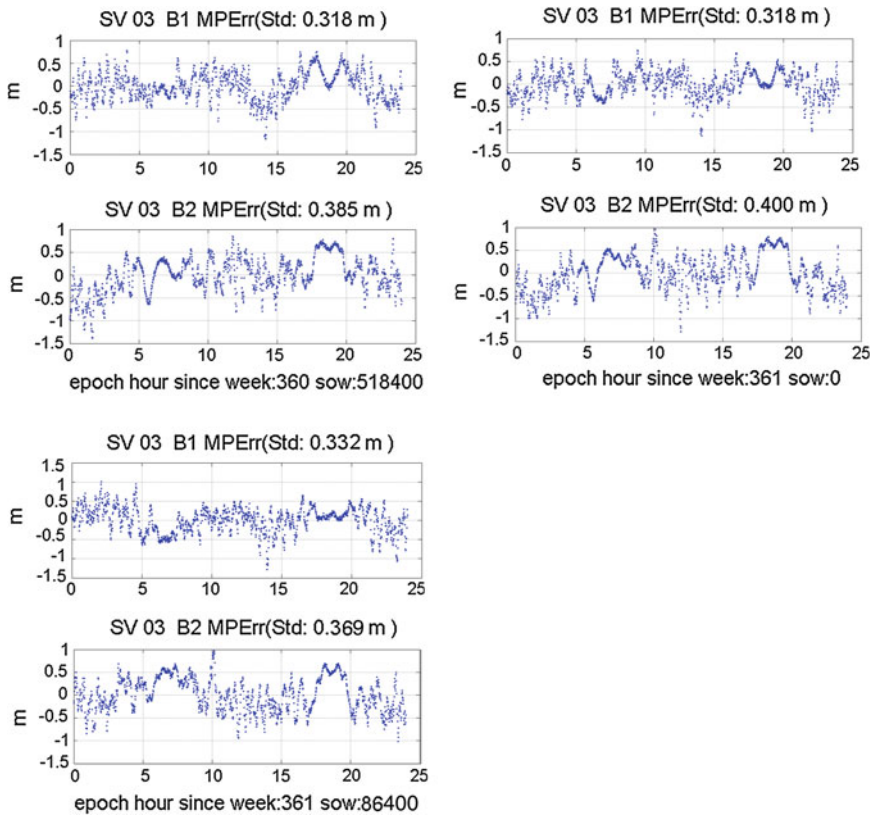 SV 03 B1 MPErr(Std: 0.318 m )
1
0.5
0
-0.5
-1
-1.5
m
0 5 10 15 20 25
SV 03 B2 MPErr(Std: 0.385 m )
1
0.5
0
-0.5
-1
-1.5
m
0 5 10 15 20 25
epoch hour since week:360 sow:518400
SV 03 B1 MPErr(Std: 0.318 m )
1
0.5
0
-0.5
-1
-1.5
m
0 5 10 15 20 25
SV 03 B2 MPErr(Std: 0.400 m )
1
0.5
0
-0.5
-1
-1.5
m
0 5 10 15 20 25
epoch hour since week:361 sow:0
SV 03 B1 MPErr(Std: 0.332 m )
1.5
1
0.5
0
-0.5
-1
-1.5
m
0 5 10 15 20 25
SV 03 B2 MPErr(Std: 0.369 m )
1
0.5
0
-0.5
-1
-1.5
m
0 5 10 15 20 25
epoch hour since week:361 sow:86400